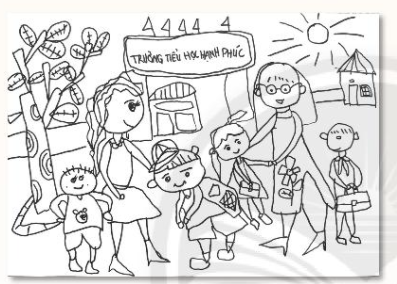 TRƯỜNG TIỂU HỌC HẠNH PHÚC